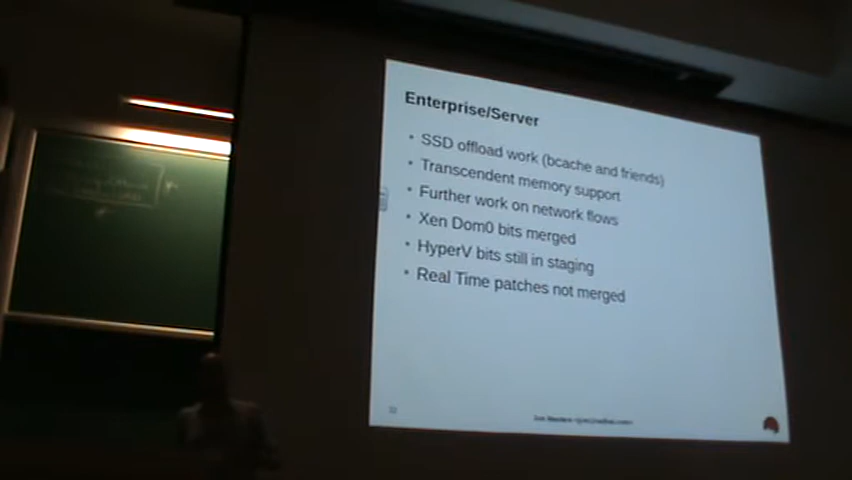 Enterprise/Server
• SSD offload work (bcache and friends)
• Transcendent memory support
• Further work on network flows
• Xen Dom0 bits merged
• HyperV bits still in staging
• Real Time patches not merged